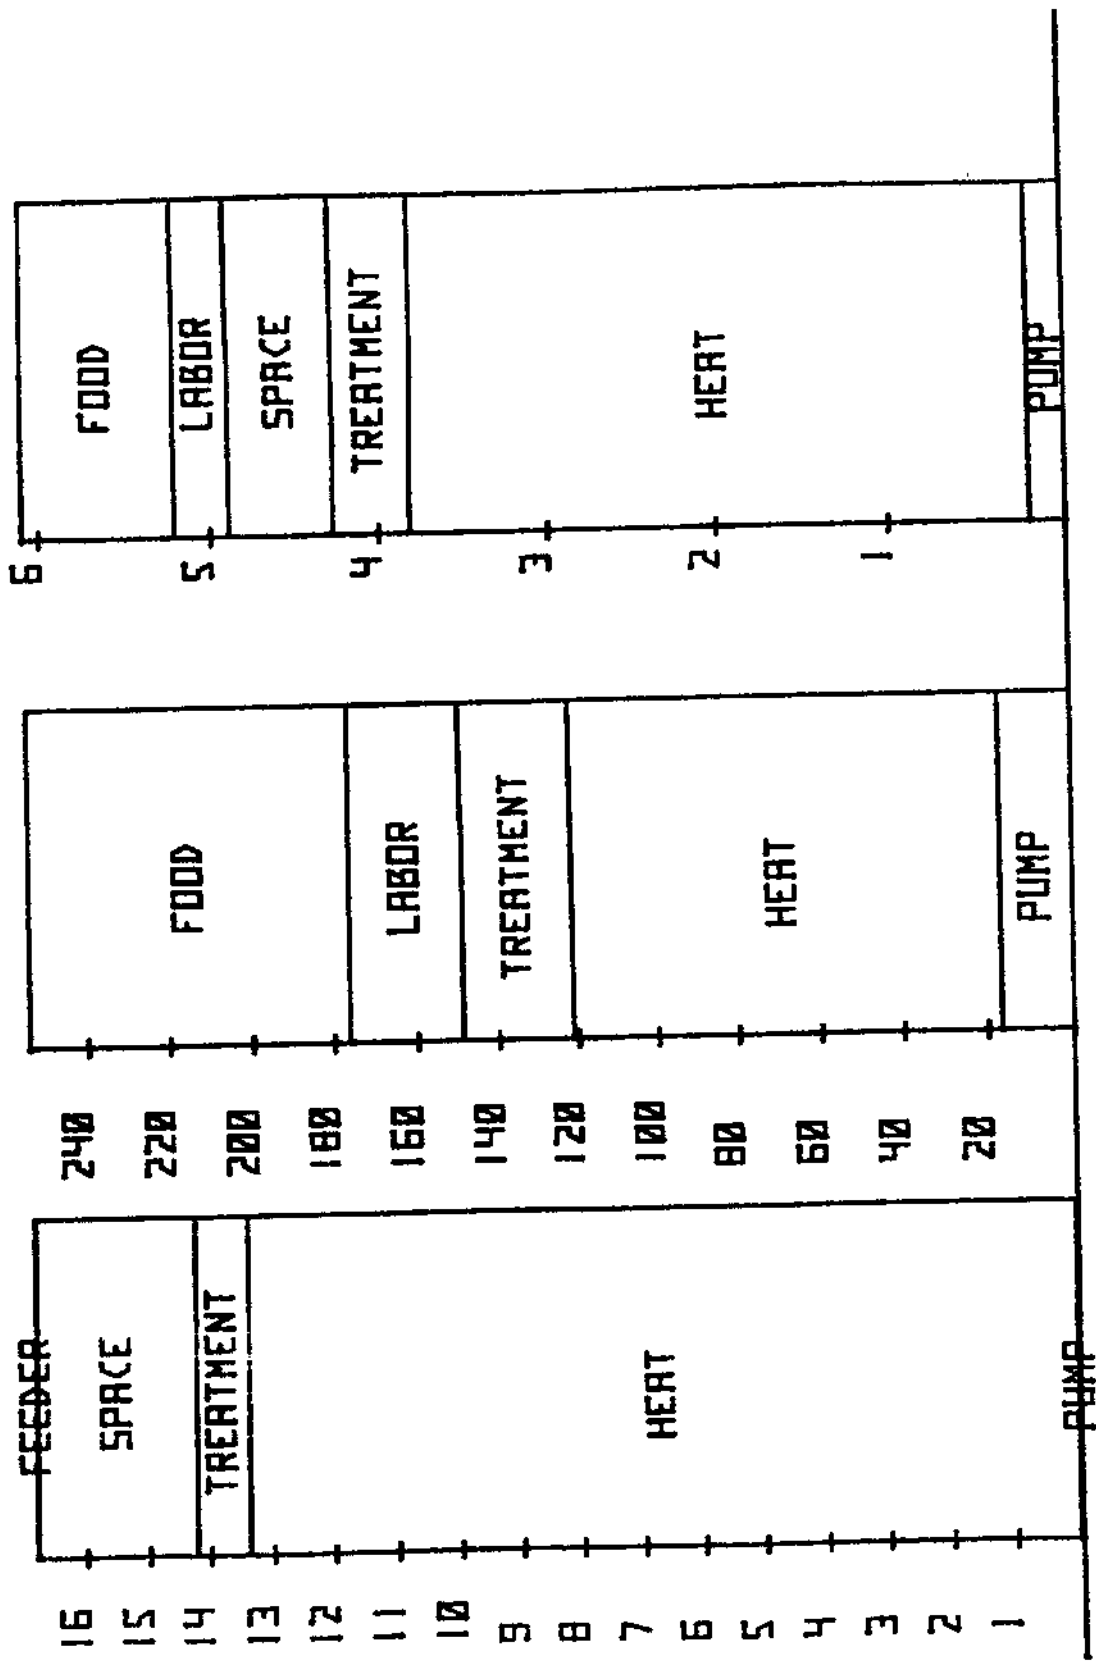 16
15
14
13
12
11
10
9
8
7
6
5
4
3
2
1
FEEDER
SPACE
TREATMENT
HEAT
PUMP
240
220
200
180
160
140
120
100
80
60
40
20
FOOD
LABOR
TREATMENT
HEAT
PUMP
6
5
4
3
2
1
FOOD
LABOR
SPACE
TREATMENT
HEAT
PUMP